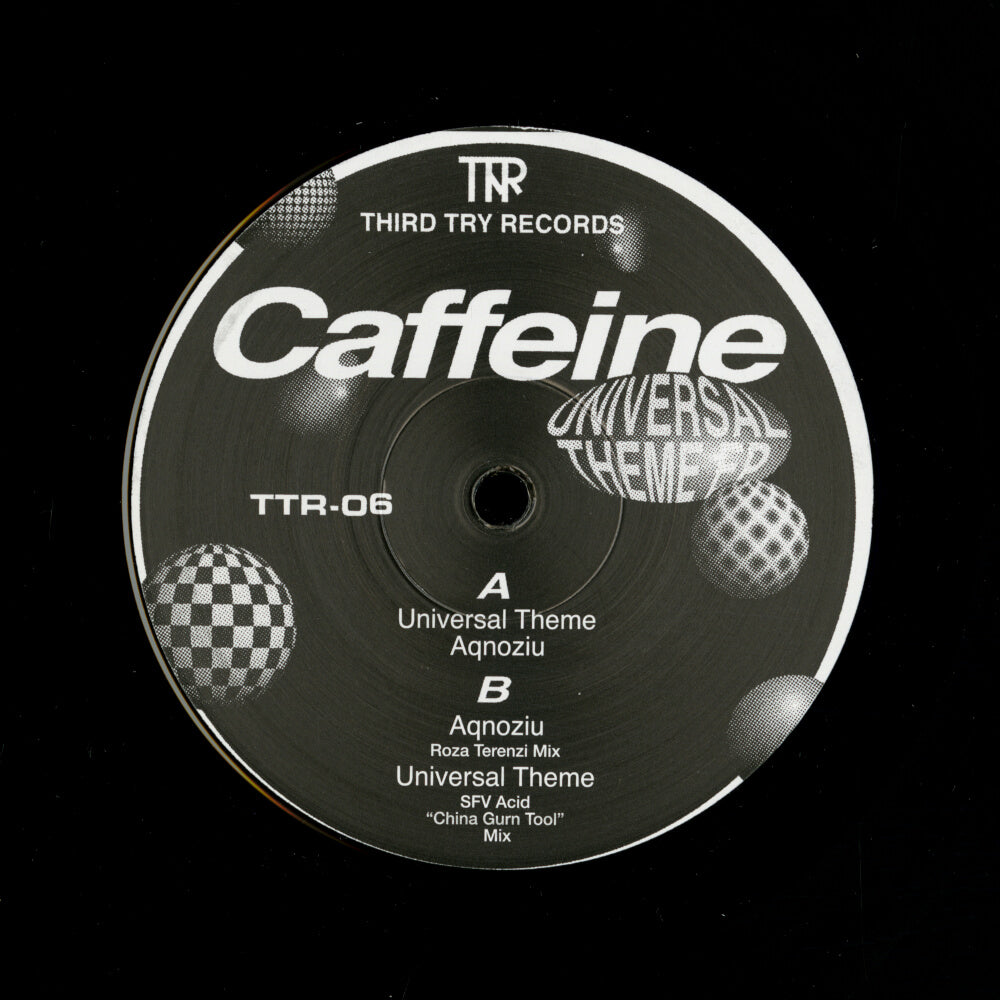 TTR
THIRD TRY RECORDS
Caffeine
UNIVERSAL
THEME EP
TTR-06
A
Universal Theme
Aqnoziu
B
Aqnoziu
Roza Terenzi Mix
Universal Theme
SFV Acid
“China Gurn Tool”
Mix